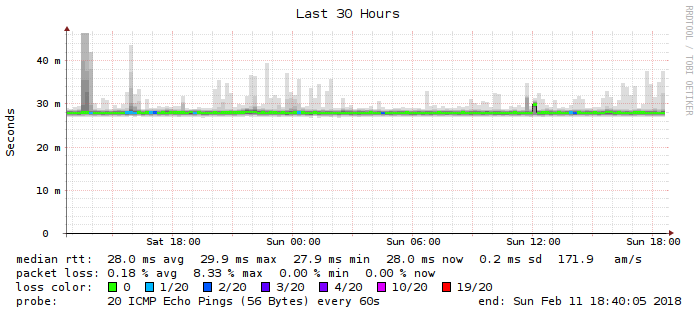 Last 30 Hours
RRDTOOL / TOBI OETIKER
Seconds
40 m
30 m
20 m
10 m
0
Sat 18:00 Sun 00:00 Sun 06:00 Sun 12:00 Sun 18:00
median rtt: 28.0 ms avg 29.9 ms max 27.9 ms min 28.0 ms now 0.2 ms sd 171.9 am/s
packet loss: 0.18 % avg 8.33 % max 0.00 % min 0.00 % now
loss color: 0 1/20 2/20 3/20 4/20 10/20 19/20
probe: 20 ICMP Echo Pings (56 Bytes) every 60s end: Sun Feb 11 18:40:05 2018